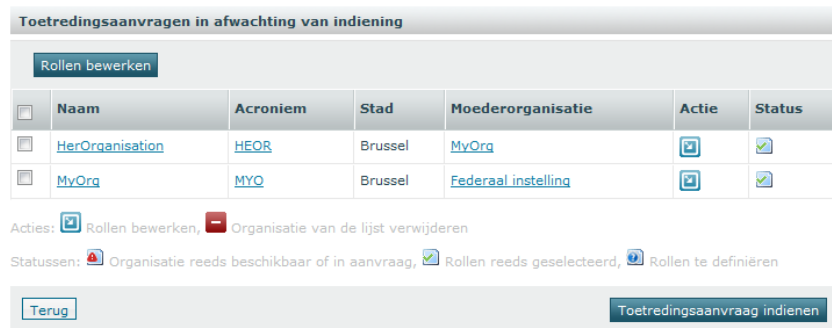 Toetredingsaanvragen in afwachting van indiening
Rollen bewerken
Naam Acroniem Stad Moederorganisatie Actie Status
HerOrganisation HEOR Brussel MyOrg
MyOrg MYO Brussel Federaal instelling
Acties: Rollen bewerken, Organisatie van de lijst verwijderen
Statussen: Organisatie reeds beschikbaar of in aanvraag, Rollen reeds geselecteerd, Rollen te definiëren
Terug Toetredingsaanvraag indienen